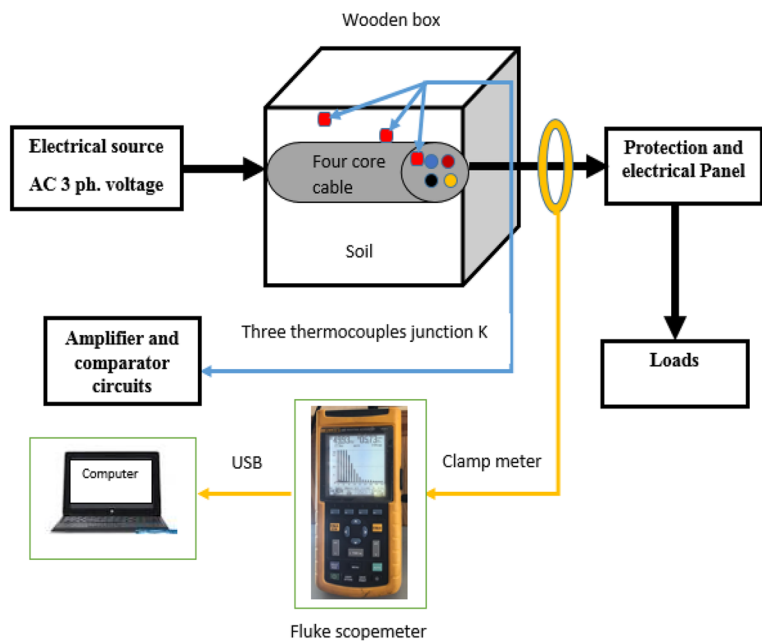 Wooden box
Electrical source
AC 3 ph. voltage
Four core
cable
Soil
Protection and
electrical Panel
Three thermocouples junction K
Amplifier and
comparator
circuits
Loads
Computer
USB
Clamp meter
Fluke scopemeter